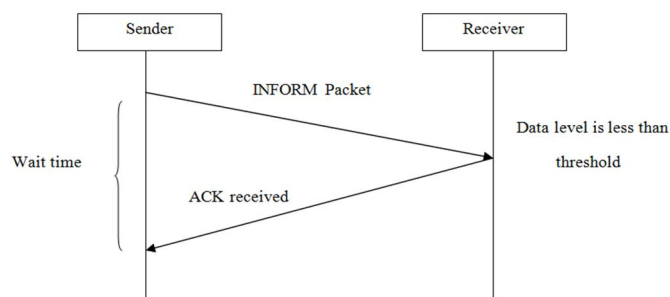 Sender
Receiver
INFORM Packet
Data level is less than
threshold
Wait time
ACK received